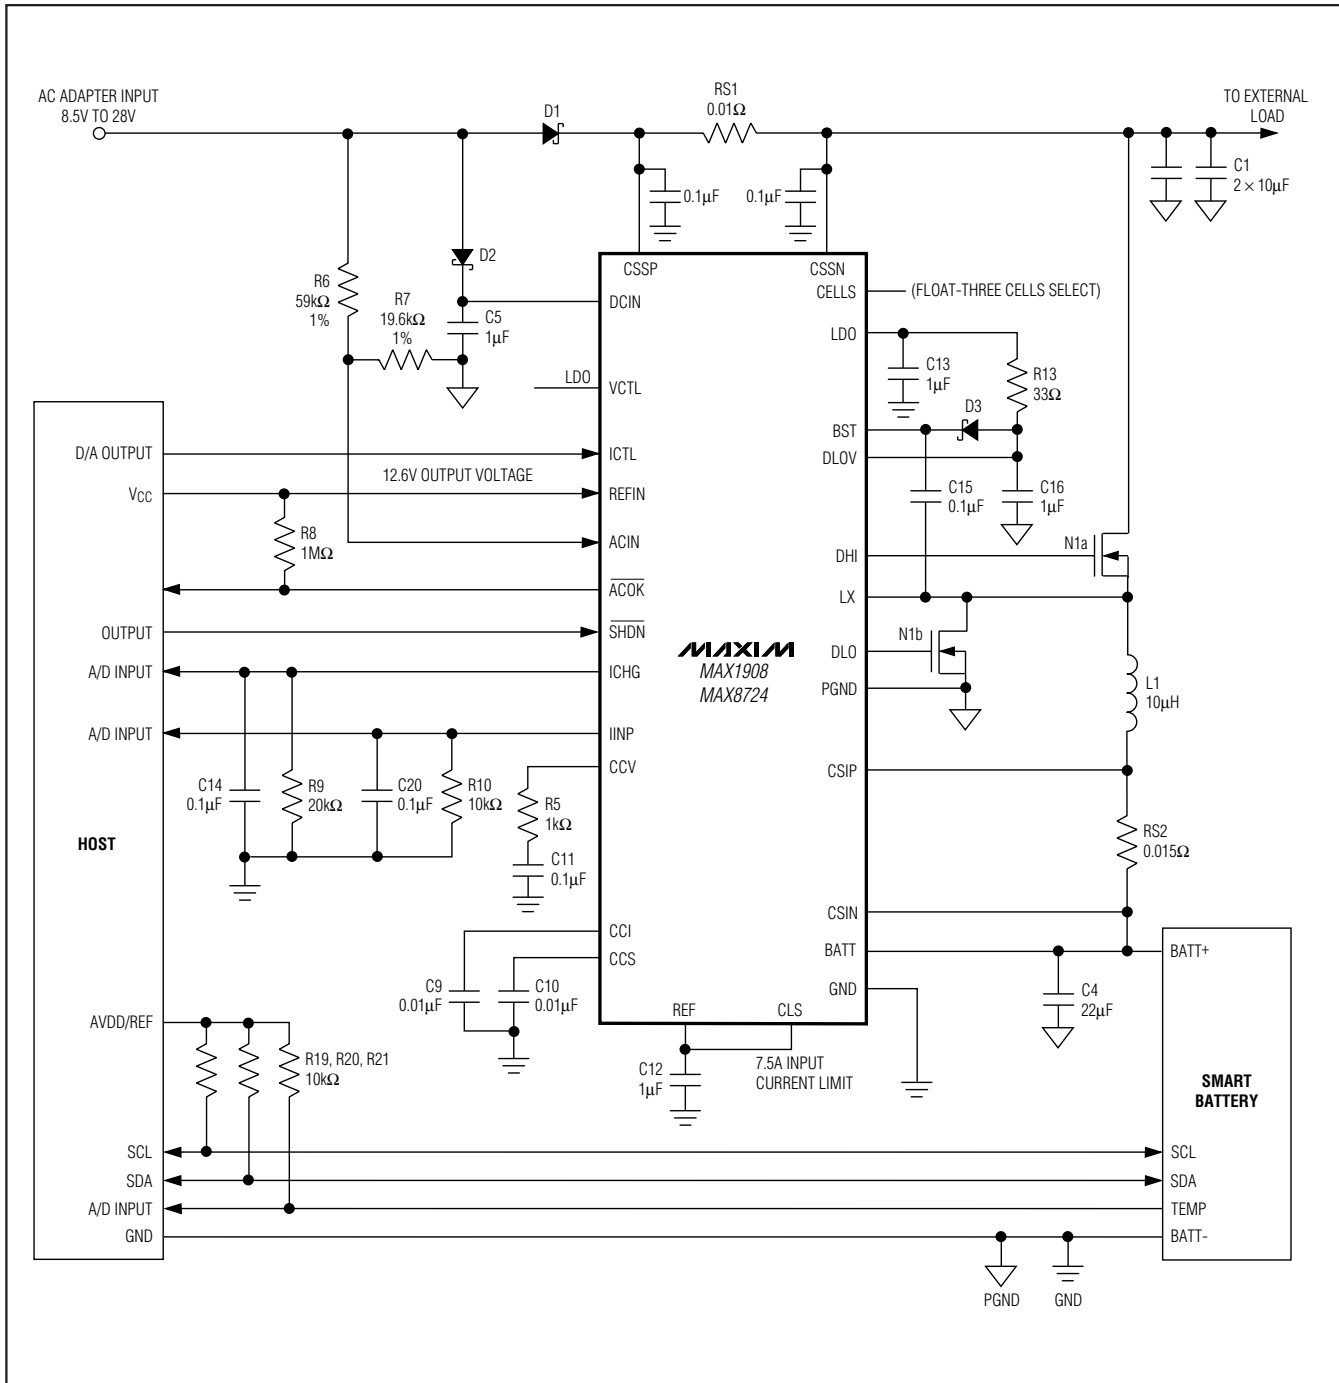 AC ADAPTER INPUT
8.5V TO 28V
D1
RS1
0.01Ω
TO EXTERNAL
LOAD
0.1µF
0.1µF
C1
2 × 10µF
D2
R6
59kΩ
1%
R7
19.6kΩ
1%
C5
1µF
LDO
CSSP
CSSN
CELLS
(FLOAT-THREE CELLS SELECT)
DCIN
LDO
VCTL
C13
1µF
R13
33Ω
D3
BST
DLOV
C15
0.1µF
C16
1µF
D/A OUTPUT
ICTL
12.6V OUTPUT VOLTAGE
VCC
REFIN
R8
1MΩ
ACIN
DHI
N1a
ACOK
LX
OUTPUT
SHDN
N1b
DLO
MAXIM
MAX1908
MAX8724
A/D INPUT
ICHG
PGND
L1
10µH
A/D INPUT
IINP
CCV
CSIP
C14
0.1µF
R9
20kΩ
C20
0.1µF
R10
10kΩ
R5
1kΩ
HOST
C11
0.1µF
RS2
0.015Ω
CSIN
CCI
BATT
BATT+
CCS
C9
0.01µF
C10
0.01µF
GND
C4
22µF
REF
CLS
AVDD/REF
R19, R20, R21
10kΩ
C12
1µF
7.5A INPUT
CURRENT LIMIT
SMART
BATTERY
SCL
SCL
SDA
SDA
A/D INPUT
TEMP
GND
BATT-
PGND
GND